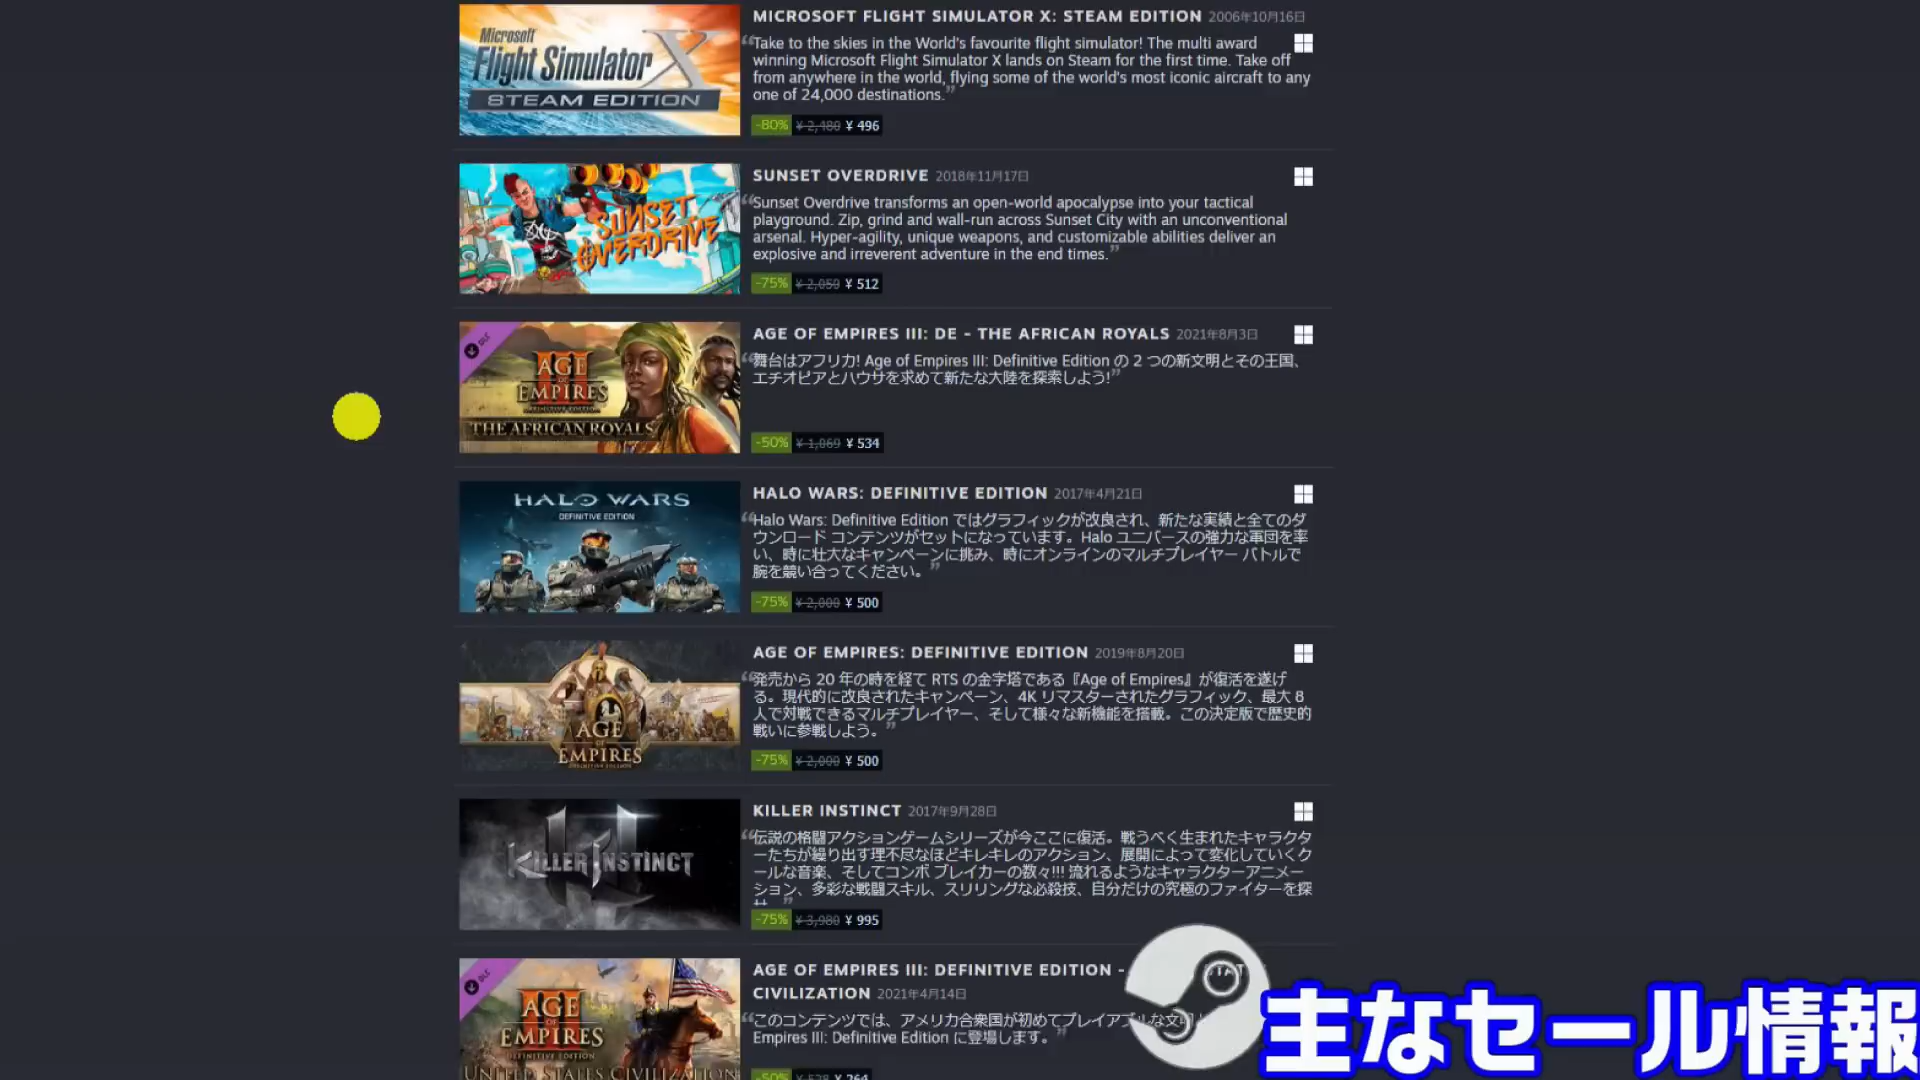 Microsoft
Flight Simulator X
STEAM EDITION
MICROSOFT FLIGHT SIMULATOR X: STEAM EDITION 2006年10月16日
“Take to the skies in the World's favourite flight simulator! The multi award
winning Microsoft Flight Simulator X lands on Steam for the first time. Take off
from anywhere in the world, flying some of the world's most iconic aircraft to any
one of 24,000 destinations.”
-80% ¥ 2,480 ¥ 496
SUNSET
OVERDRIVE
SUNSET OVERDRIVE 2018年11月17日
“Sunset Overdrive transforms an open-world apocalypse into your tactical
playground. Zip, grind and wall-run across Sunset City with an unconventional
arsenal. Hyper-agility, unique weapons, and customizable abilities deliver an
explosive and irreverent adventure in the end times.”
-75% ¥ 2,050 ¥ 512
DLC
AGE
OF
EMPIRES
III
DEFINITIVE EDITION
THE AFRICAN ROYALS
AGE OF EMPIRES III: DE - THE AFRICAN ROYALS 2021年8月3日
“舞台はアフリカ! Age of Empires III: Definitive Edition の 2 つの新文明とその王国、
エチオピアとハウサを求めて新たな大陸を探索しよう!”
-50% ¥ 1,069 ¥ 534
HALO WARS
DEFINITIVE EDITION
HALO WARS: DEFINITIVE EDITION 2017年4月21日
“Halo Wars: Definitive Edition ではグラフィックが改良され、新たな実績と全てのダ
ウンロード コンテンツがセットになっています。Halo ユニバースの強力な軍団を率
い、時に壮大なキャンペーンに挑み、時にオンラインのマルチプレイヤー バトルで
腕を競い合ってください。”
-75% ¥ 2,000 ¥ 500
AGE
OF
EMPIRES
DEFINITIVE EDITION
AGE OF EMPIRES: DEFINITIVE EDITION 2019年8月20日
“発売から 20 年の時を経て RTS の金字塔である『Age of Empires』が復活を遂げ
る。現代的に改良されたキャンペーン、4K リマスターされたグラフィック、最大 8
人で対戦できるマルチプレイヤー、そして様々な新機能を搭載。この決定版で歴史的
戦いに参戦しよう。”
-75% ¥ 2,000 ¥ 500
KILLER INSTINCT
KILLER INSTINCT 2017年9月28日
“伝説の格闘アクションゲームシリーズが今ここに復活。戦うべく生まれたキャラクタ
ーたちが繰り出す理不尽なほどキレキレのアクション、展開によって変化していくク
ールな音楽、そしてコンボ ブレイカーの数々!!! 流れるようなキャラクターアニメー
ション、多彩な戦闘スキル、スリリングな必殺技、自分だけの究極のファイターを探
-75% ¥ 3,980 ¥ 995
DLC
AGE
OF
EMPIRES
III
DEFINITIVE EDITION
UNITED STATES CIVILIZATION
AGE OF EMPIRES III: DEFINITIVE EDITION -
CIVILIZATION 2021年4月14日
“このコンテンツでは、アメリカ合衆国が初めてプレイアブルな文明
Empires III: Definitive Edition に登場します。”
-50% ¥ 528 ¥ 264
主なセール情報